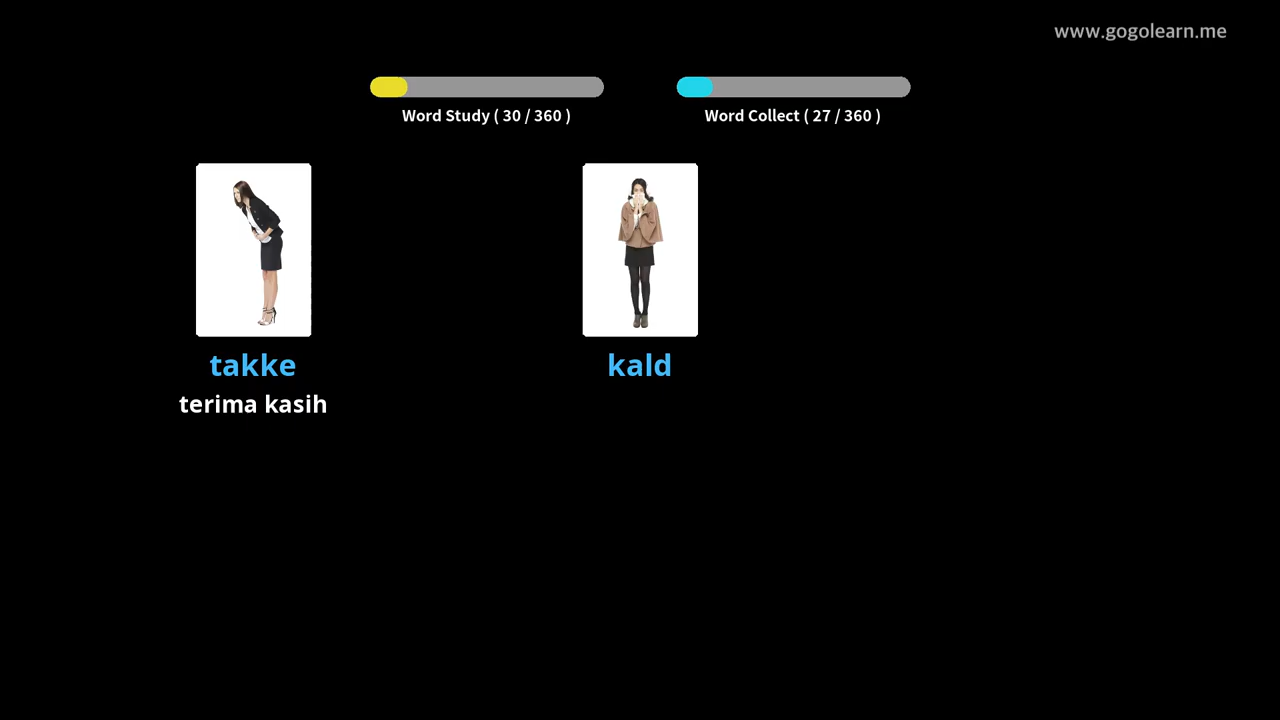 www.gogolearn.me
Word Study ( 30 / 360 )
Word Collect ( 27 / 360 )
takke
kald
terima kasih